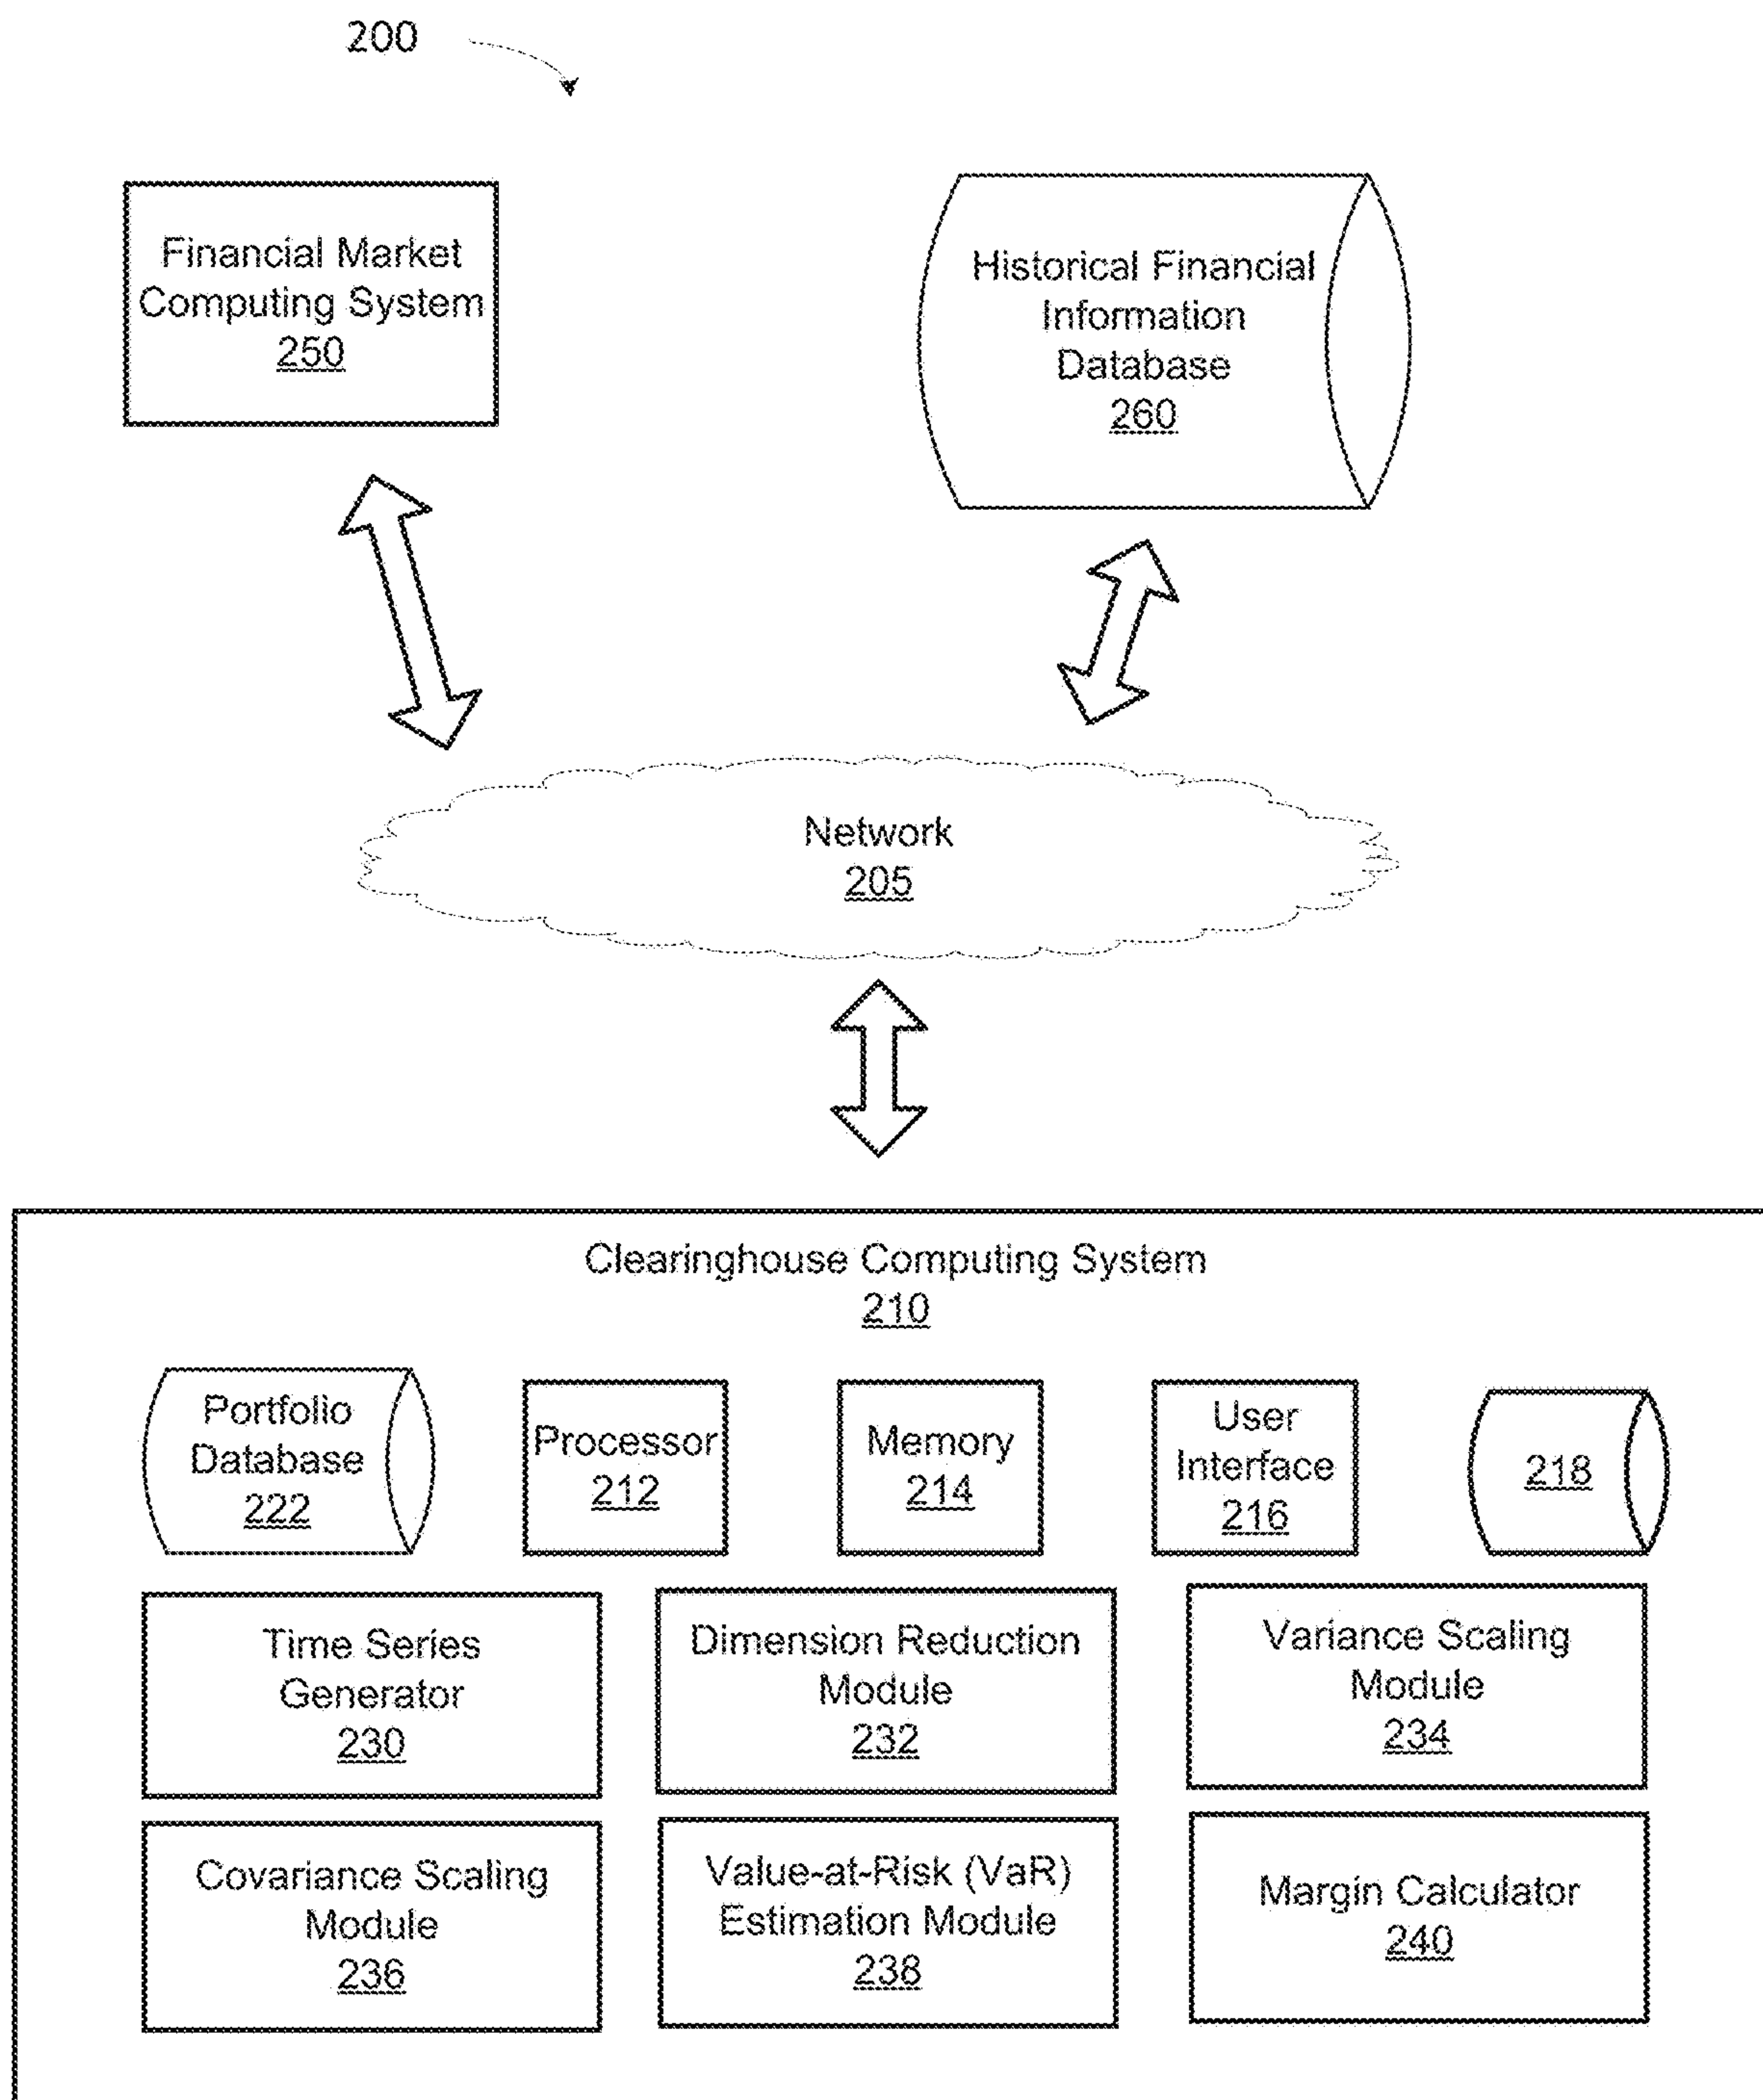 200
Financial Market
Computing System
250
Historical Financial
Information
Database
260
Network
205
Clearinghouse Computing System
210
Portfolio
Database
222
Processor
212
Memory
214
User
Interface
216
218
Time Series
Generator
230
Dimension Reduction
Module
232
Variance Scaling
Module
234
Covariance Scaling
Module
236
Value-at-Risk (VaR)
Estimation Module
238
Margin Calculator
240